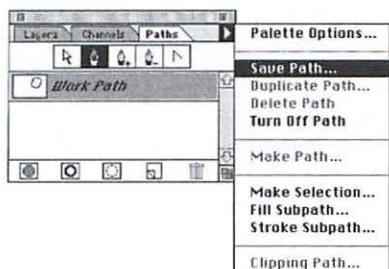 Layers Channels Paths
Work Path
Palette Options...
Save Path...
Duplicate Path...
Delete Path
Turn Off Path
Make Path...
Make Selection...
Fill Subpath...
Stroke Subpath...
Clipping Path...